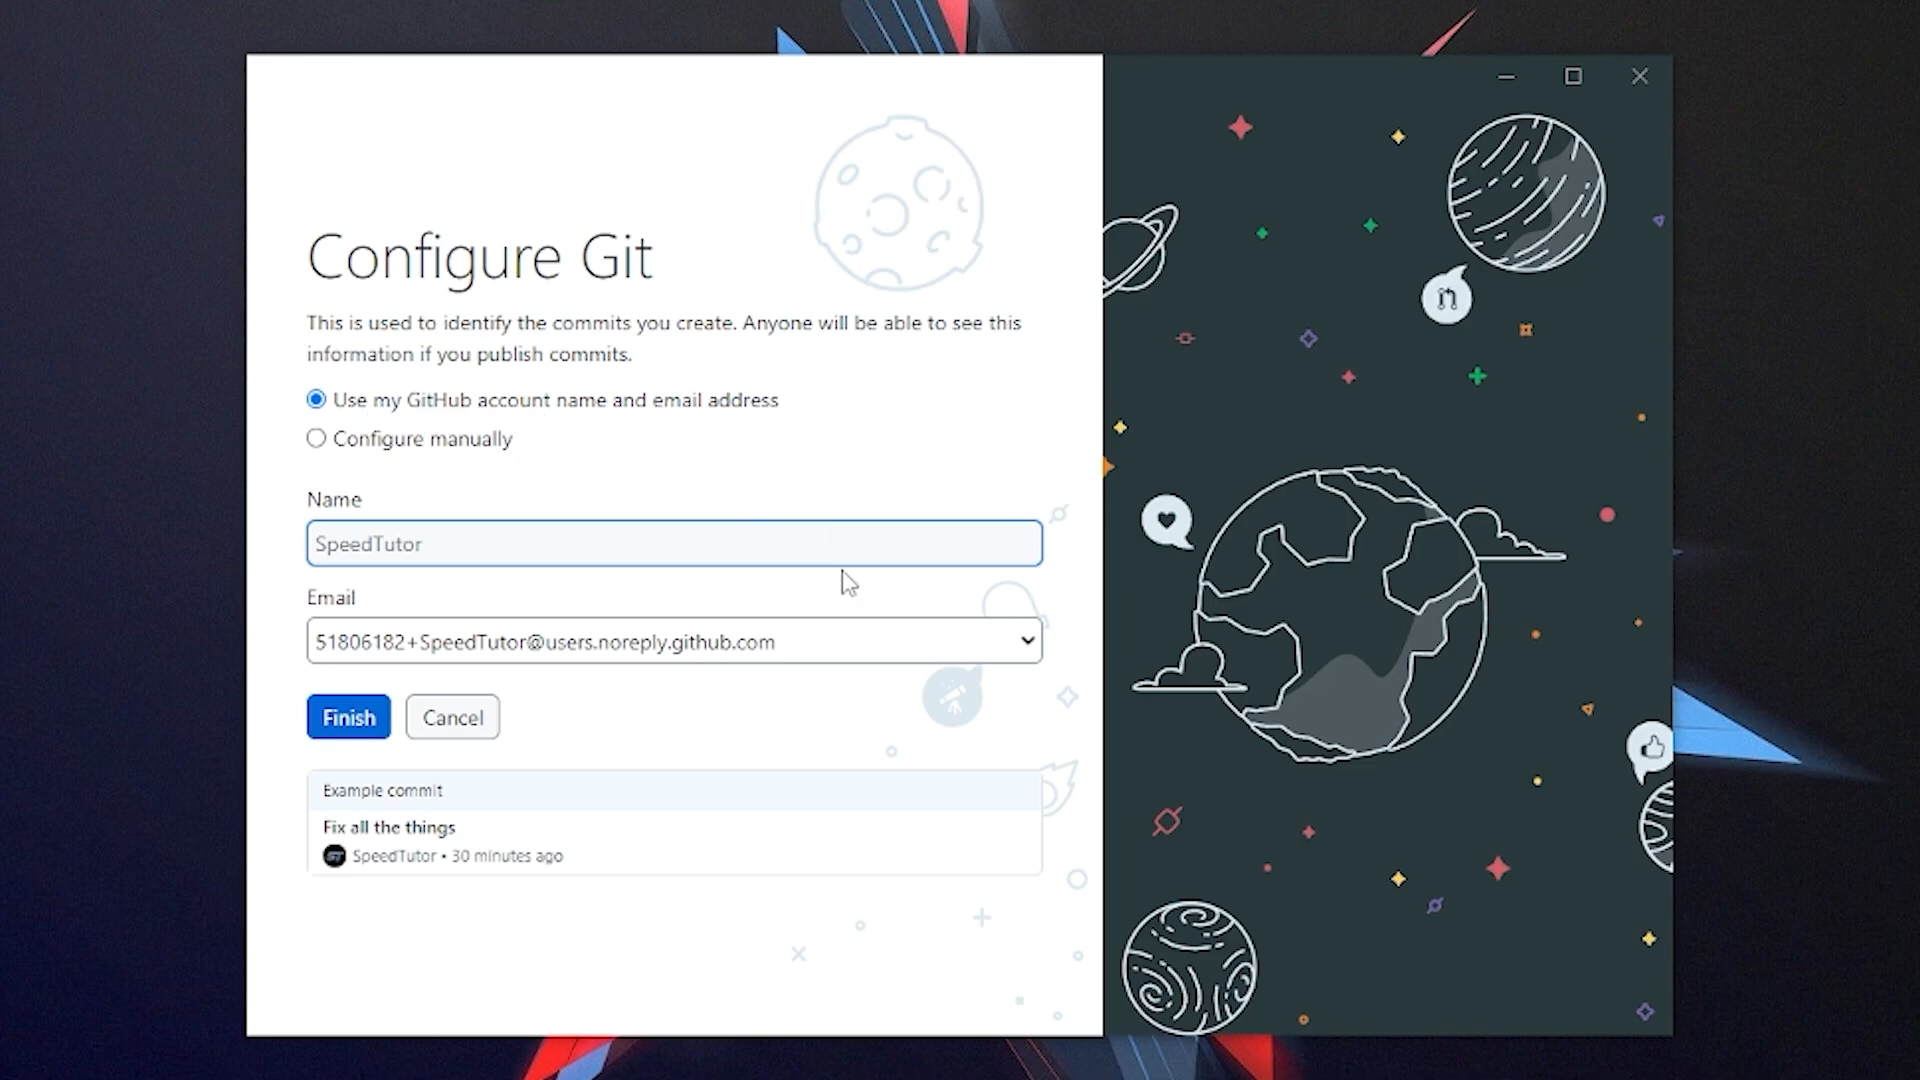 Configure Git
This is used to identify the commits you create. Anyone will be able to see this
information if you publish commits.
Use my GitHub account name and email address
Configure manually
Name
SpeedTutor
Email
51806182+SpeedTutor@users.noreply.github.com
Finish Cancel
Example commit
Fix all the things
ST SpeedTutor • 30 minutes ago